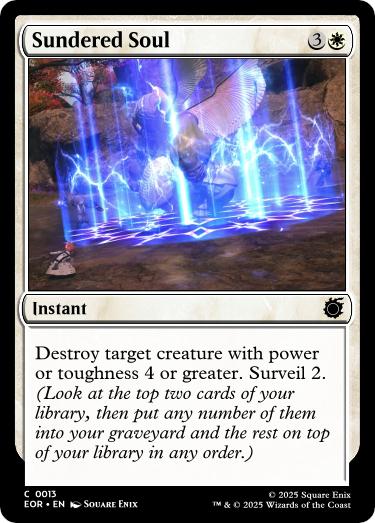 Sundered Soul 3
Instant
Destroy target creature with power
or toughness 4 or greater. Surveil 2.
(Look at the top two cards of your
library, then put any number of them
into your graveyard and the rest on top
of your library in any order.)
C 0013
EOR • EN SQUARE ENIX
© 2025 Square Enix
™ & © 2025 Wizards of the Coast